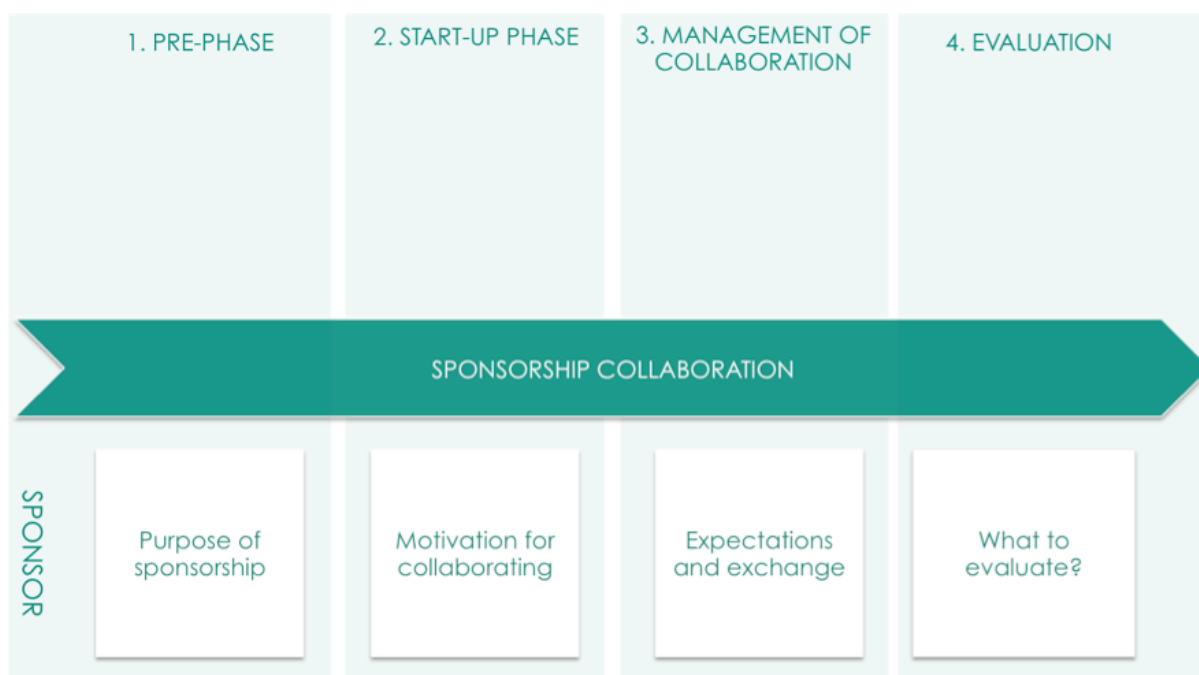 1. PRE-PHASE
2. START-UP PHASE
3. MANAGEMENT OF
COLLABORATION
4. EVALUATION
SPONSORSHIP COLLABORATION
SPONSOR
Purpose of
sponsorship
Motivation for
collaborating
Expectations
and exchange
What to
evaluate?